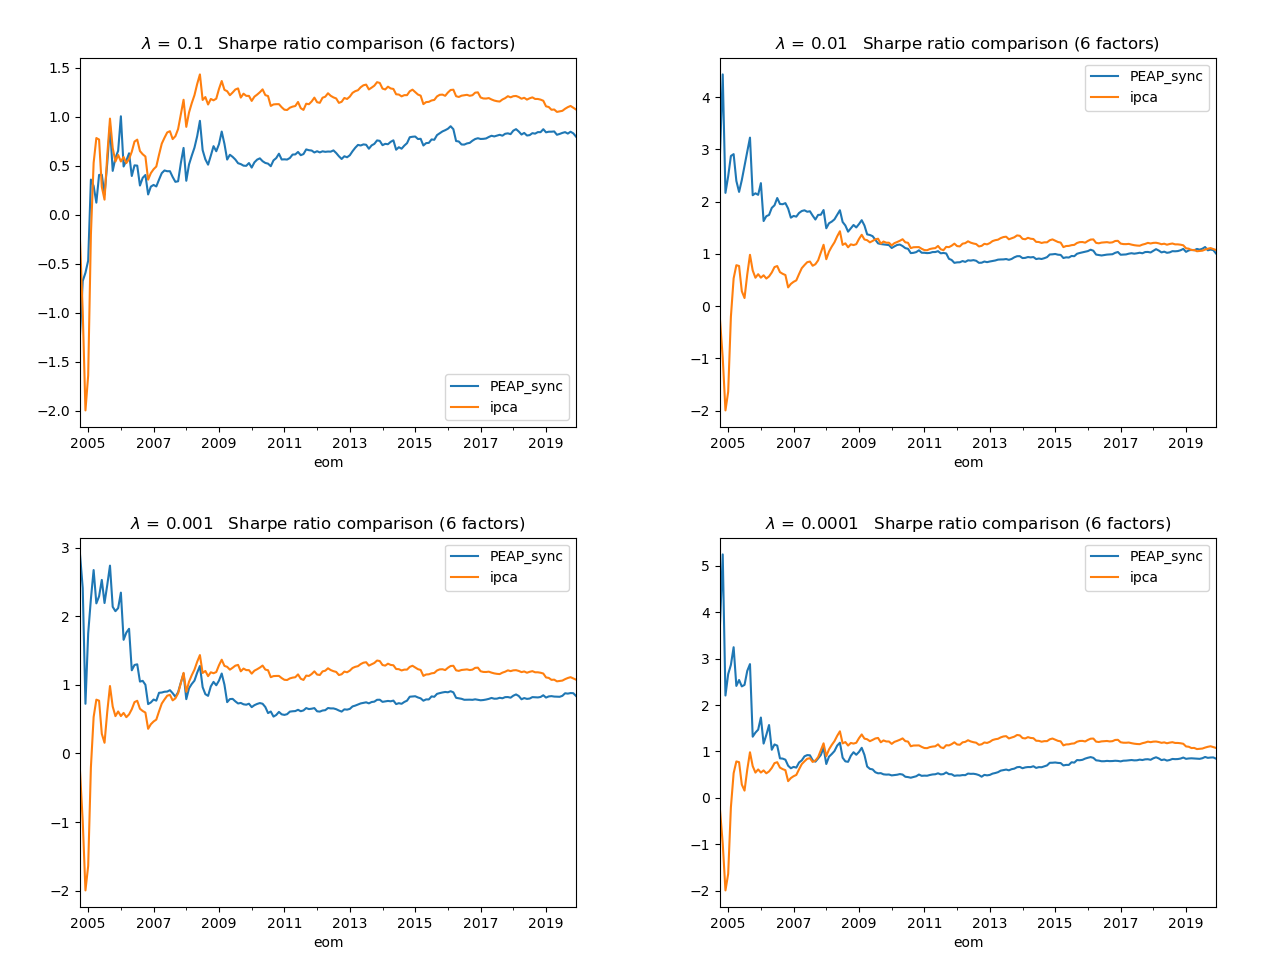 λ = 0.1 Sharpe ratio comparison (6 factors)
1.5
1.0
0.5
0.0
−0.5
−1.0
−1.5
−2.0
PEAP_sync
ipca
2005 2007 2009 2011 2013 2015 2017 2019
eom
λ = 0.01 Sharpe ratio comparison (6 factors)
4
3
2
1
0
−1
−2
PEAP_sync
ipca
2005 2007 2009 2011 2013 2015 2017 2019
eom
λ = 0.001 Sharpe ratio comparison (6 factors)
3
2
1
0
−1
−2
PEAP_sync
ipca
2005 2007 2009 2011 2013 2015 2017 2019
eom
λ = 0.0001 Sharpe ratio comparison (6 factors)
5
4
3
2
1
0
−1
−2
PEAP_sync
ipca
2005 2007 2009 2011 2013 2015 2017 2019
eom